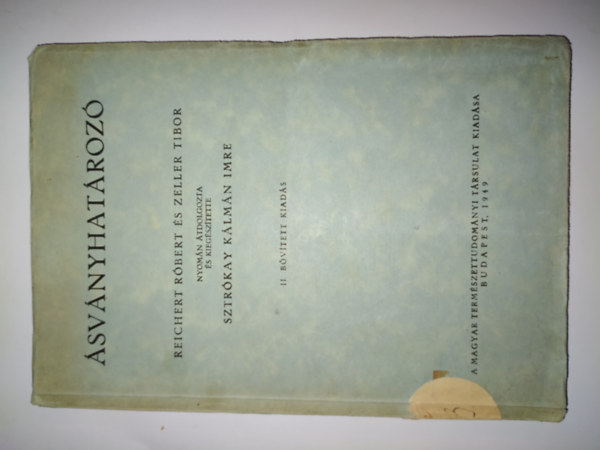 ÁSVÁNYHATÁROZÓ
REICHERT RÓBERT ÉS ZELLER TIBOR
NYOMÁN ÁTDOLGOZTA
ÉS KIEGÉSZÍTETTE
SZTRÓKAY KÁLMÁN IMRE
II BŐVÍTETT KIADÁS
A MAGYAR TERMÉSZETTUDOMÁNYI TÁRSULAT KIADÁSA
BUDAPEST, 1949